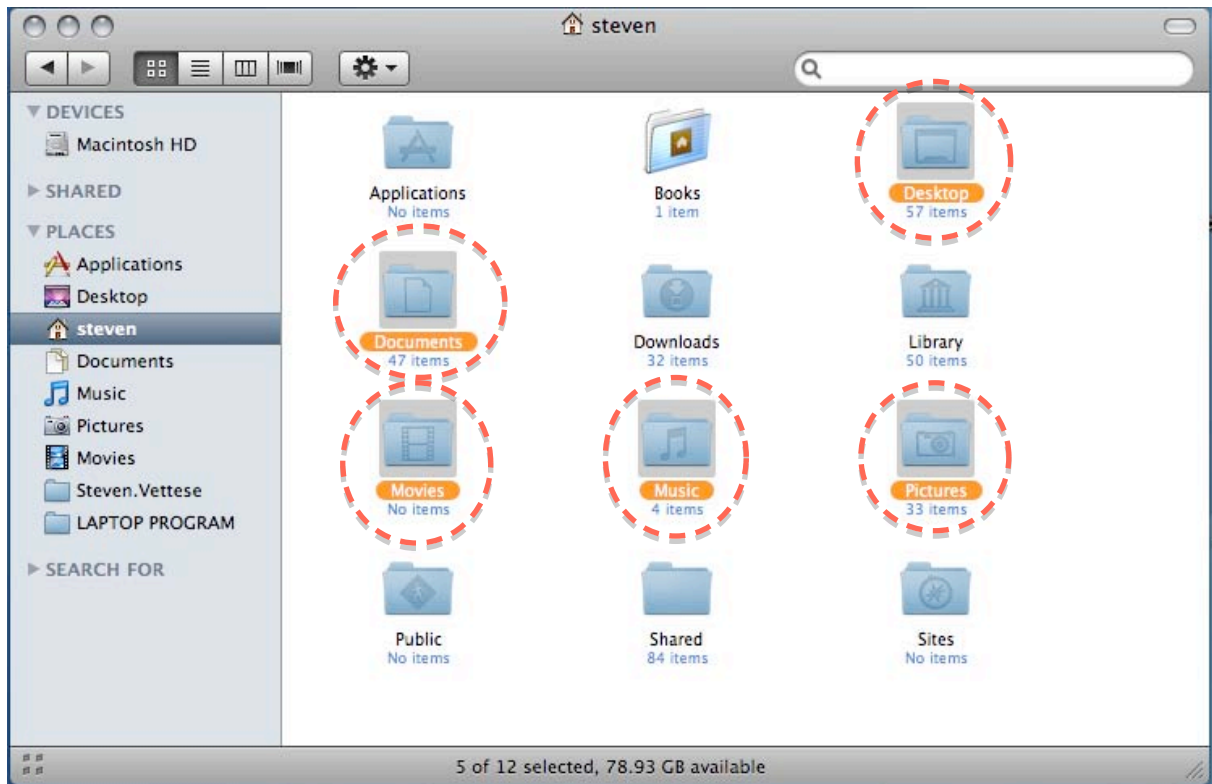 steven
DEVICES
Macintosh HD
SHARED
PLACES
Applications
Desktop
steven
Documents
Music
Pictures
Movies
Steven.Vettese
LAPTOP PROGRAM
SEARCH FOR
Applications
No items
Books
1 item
Desktop
57 items
Documents
47 items
Downloads
32 items
Library
50 items
Movies
No items
Music
4 items
Pictures
33 items
Public
No items
Shared
84 items
Sites
No items
5 of 12 selected, 78.93 GB available